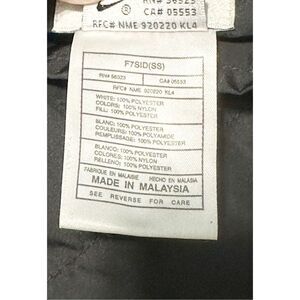 RN# 56323
CA# 05553
RFC# NME 920220 KL4
F7SID(SS)
RN# 56323 CA# 05553
RFC# NME 920220 KL4
WHITE: 100% POLYESTER
COLORS: 100% NYLON
FILL: 100% POLYESTER
BLANC: 100% POLYESTER
COULEURS: 100% POLYAMIDE
REMPLISSAGE: 100% POLYESTER
BLANCO: 100% POLYESTER
COLORES: 100% NYLON
RELLENO: 100% POLYESTER
FABRIQUE EN MALAISIE HECHO EN MALASIA
MADE IN MALAYSIA
SEE REVERSE FOR CARE